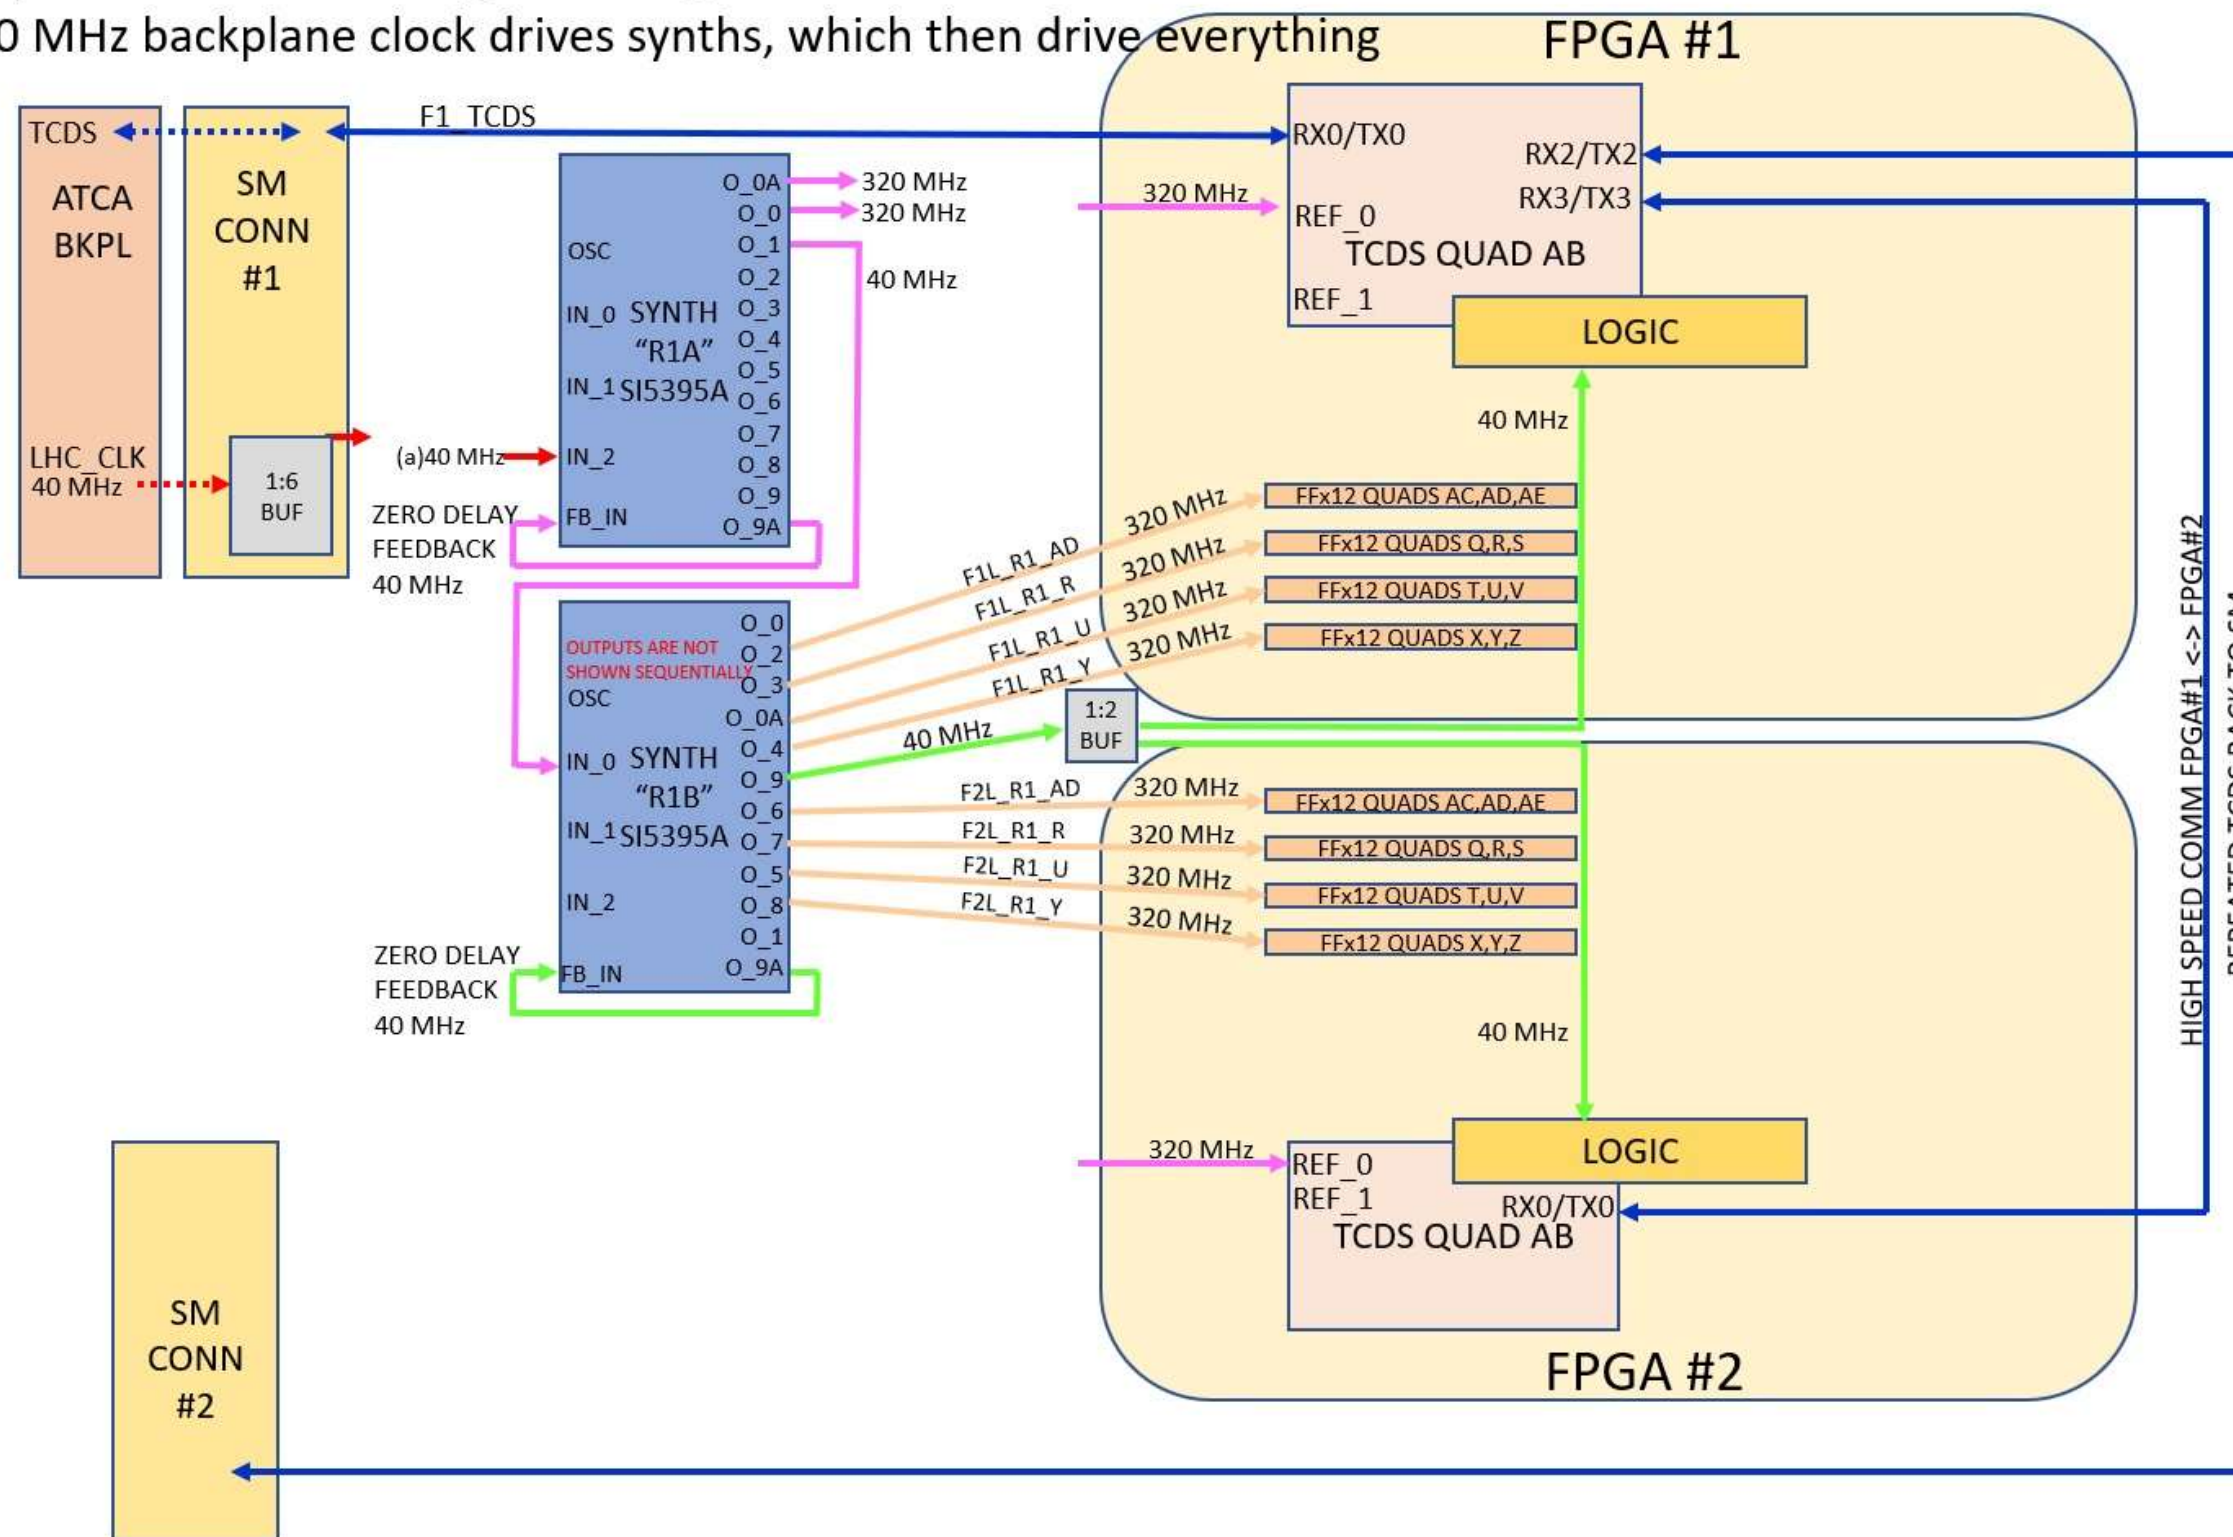 0 MHz backplane clock drives synths, which then drive everything
FPGA #1
TCDS
ATCA
BKPL
LHC_CLK
40 MHz
SM
CONN
#1
1:6
BUF
F1_TCDS
O_0A
O_0
O_1
O_2
O_3
O_4
O_5
O_6
O_7
O_8
O_9
O_9A
OSC
IN_0
IN_1
IN_2
FB_IN
SYNTH
“R1A”
SI5395A
320 MHz
320 MHz
40 MHz
(a)40 MHz
ZERO DELAY
FEEDBACK
40 MHz
320 MHz
RX0/TX0
RX2/TX2
RX3/TX3
REF_0
TCDS QUAD AB
REF_1
LOGIC
40 MHz
FFx12 QUADS AC,AD,AE
FFx12 QUADS Q,R,S
FFx12 QUADS T,U,V
FFx12 QUADS X,Y,Z
F1L_R1_AD
320 MHz
F1L_R1_R
320 MHz
F1L_R1_U
320 MHz
F1L_R1_Y
320 MHz
OUTPUTS ARE NOT
SHOWN SEQUENTIALLY
OSC
IN_0
IN_1
IN_2
FB_IN
SYNTH
“R1B”
SI5395A
O_0
O_2
O_3
O_0A
O_4
O_9
O_6
O_7
O_5
O_8
O_1
O_9A
40 MHz
1:2
BUF
ZERO DELAY
FEEDBACK
40 MHz
F2L_R1_AD
320 MHz
F2L_R1_R
320 MHz
F2L_R1_U
320 MHz
F2L_R1_Y
320 MHz
FFx12 QUADS AC,AD,AE
FFx12 QUADS Q,R,S
FFx12 QUADS T,U,V
FFx12 QUADS X,Y,Z
40 MHz
LOGIC
320 MHz
REF_0
REF_1
RX0/TX0
TCDS QUAD AB
FPGA #2
HIGH SPEED COMM FPGA#1 <-> FPGA#2
SM
CONN
#2